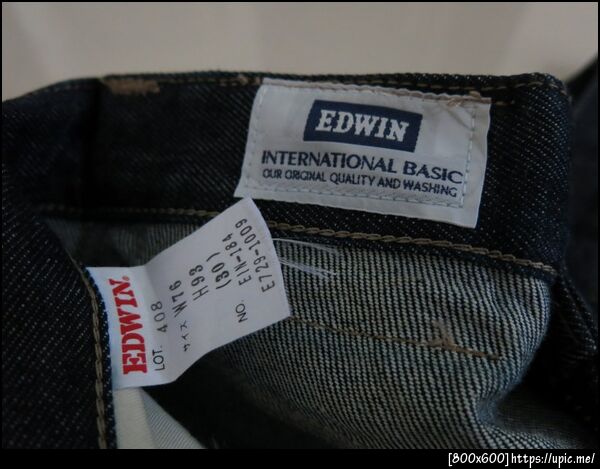 EDWIN
INTERNATIONAL BASIC
OUR ORIGINAL QUALITY AND WASHING
EDWIN®
LOT. 408
サイズ W76
H93
(30)
NO. EIN-184
E729-1009
[800x600]https://upic.me/